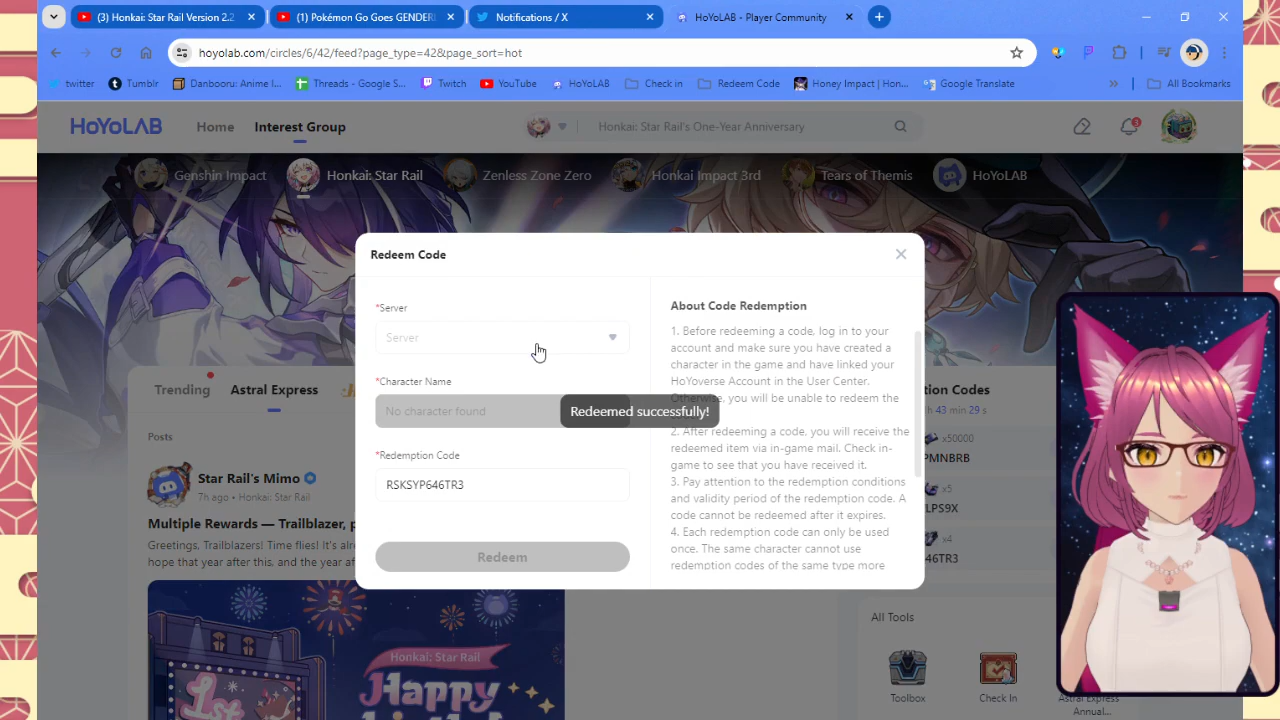 (3) Honkai: Star Rail Version 2.2
(1) Pokémon Go Goes GENDER
Notifications / X
HoYoLAB - Player Community
hoyolab.com/circles/6/42/feed?page_type=42&page_sort=hot
twitter
Tumblr
Danbooru: Anime I...
Threads - Google S...
Twitch
YouTube
HoYoLAB
Check in
Redeem Code
Honey Impact | Hon...
Google Translate
»
All Bookmarks
HoYoLAB
Home
Interest Group
Honkai: Star Rail's One-Year Anniversary
3
Genshin Impact
Honkai: Star Rail
Zenless Zone Zero
Honkai Impact 3rd
Tears of Themis
HoYoLAB
Redeem Code
*Server
Server
*Character Name
No character found
Redeemed successfully!
*Redemption Code
RSKSYP646TR3
Redeem
About Code Redemption
1. Before redeeming a code, log in to your
account and make sure you have created a
character in the game and have linked your
HoYoverse Account in the User Center.
Otherwise, you will be unable to redeem the
2. After redeeming a code, you will receive the
redeemed item via in-game mail. Check in-
game to see that you have received it.
3. Pay attention to the redemption conditions
and validity period of the redemption code. A
code cannot be redeemed after it expires.
4. Each redemption code can only be used
once. The same character cannot use
redemption codes of the same type more
Trending
Astral Express
Posts
Star Rail's Mimo
7h ago • Honkai: Star Rail
Multiple Rewards — Trailblazer, p
Greetings, Trailblazers! Time flies! It's alr
hope that year after this, and the year af
Honkai: Star Rail
Happy
1st
tion Codes
h 43 min 29 s
x50000
PMNBRB
x5
LPS9X
x4
46TR3
All Tools
Toolbox
Check In
Astral Express
Annual...